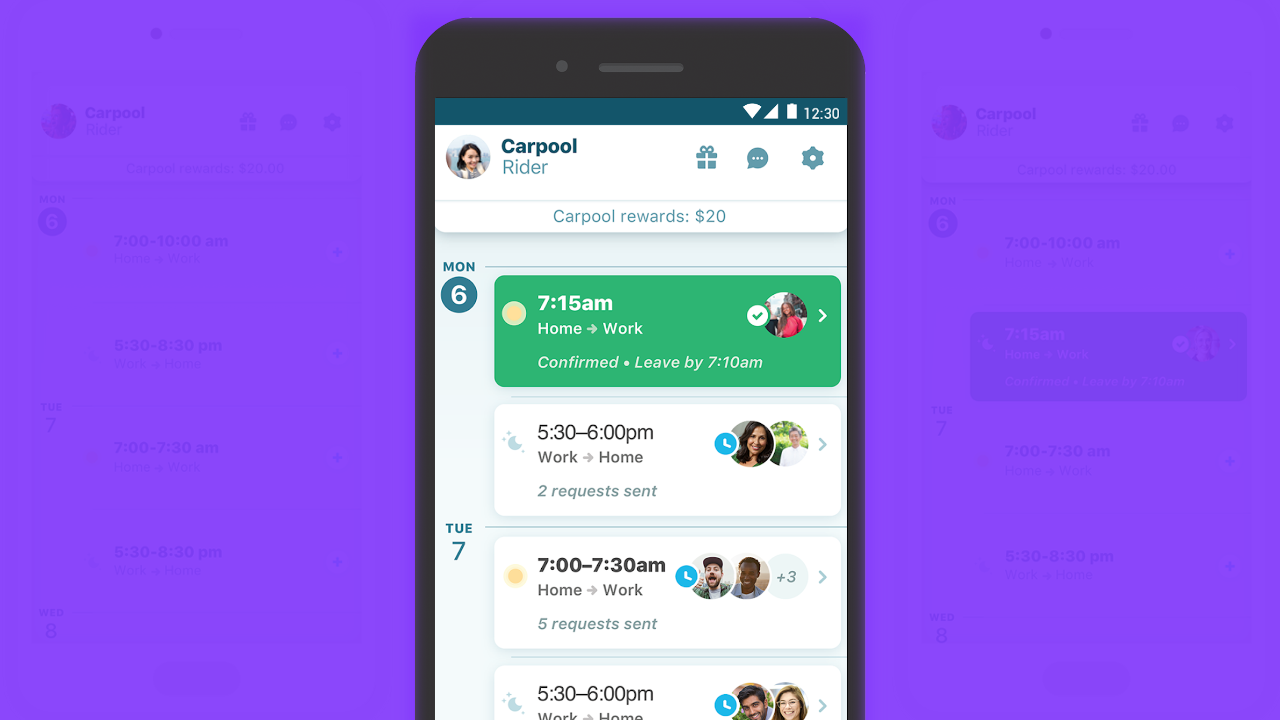 12:30
Carpool
Rider
Carpool rewards: $20
MON
6
7:15am
Home → Work
Confirmed • Leave by 7:10am
5:30–6:00pm
Work → Home
2 requests sent
TUE
7
7:00–7:30am
+3
Home → Work
5 requests sent
5:30–6:00pm
Work → Home
Carpool
Rider
Carpool rewards: $20.00
MON
6
7:00-10:00 am
Home → Work
5:30-8:30 pm
Work → Home
TUE
7
7:00-7:30 am
Home → Work
5:30-8:30 pm
Work → Home
WED
8
Carpool
Rider
Carpool rewards: $20.00
MON
6
7:00-10:00 am
Home → Work
7:15am
Home → Work
Confirmed • Leave by 7:10am
TUE
7
7:00-7:30 am
Home → Work
5:30-8:30 pm
Work → Home
WED
8